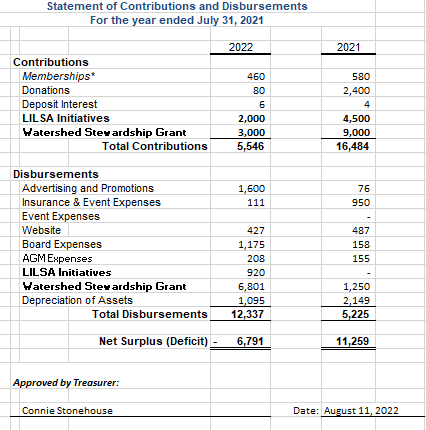 Statement of Contributions and Disbursements
For the year ended July 31, 2021
2022 2021
Contributions
Memberships* 460 580
Donations 80 2,400
Deposit Interest 6 4
LILSA Initiatives 2,000 4,500
Watershed Stewardship Grant 3,000 9,000
Total Contributions 5,546 16,484
Disbursements
Advertising and Promotions 1,600 76
Insurance & Event Expenses 111 950
Event Expenses -
Website 427 487
Board Expenses 1,175 158
AGM Expenses 208 155
LILSA Initiatives 920 -
Watershed Stewardship Grant 6,801 1,250
Depreciation of Assets 1,095 2,149
Total Disbursements 12,337 5,225
Net Surplus (Deficit) - 6,791 11,259
Approved by Treasurer:
Connie Stonehouse Date: August 11, 2022